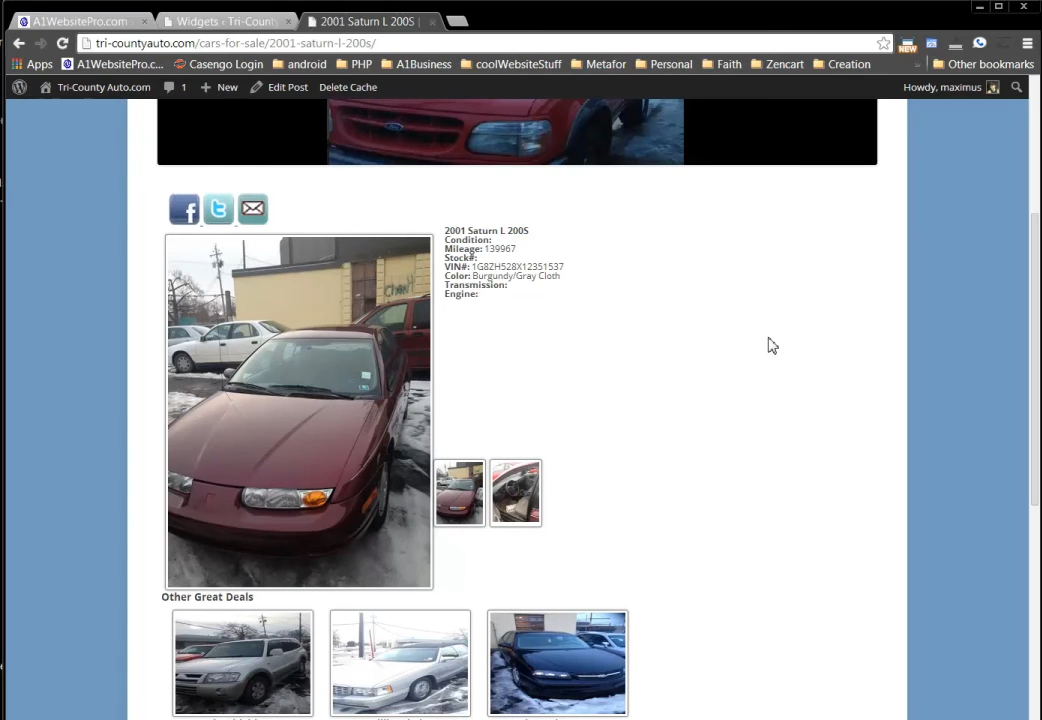 A1WebsitePro.com
Widgets ‹ Tri-County
2001 Saturn L 200S |
tri-countyauto.com/cars-for-sale/2001-saturn-l-200s/
NEW
Apps A1WebsitePro.c... Casengo Login android PHP A1Business coolWebsiteStuff Metafor Personal Faith Zencart Creation » Other bookmarks
Tri-County Auto.com 1 + New Edit Post Delete Cache Howdy, maximus
2001 Saturn L 200S
Condition:
Mileage: 139967
Stock#:
VIN#: 1G8ZH528X12351537
Color: Burgundy/Gray Cloth
Transmission:
Engine:
Other Great Deals